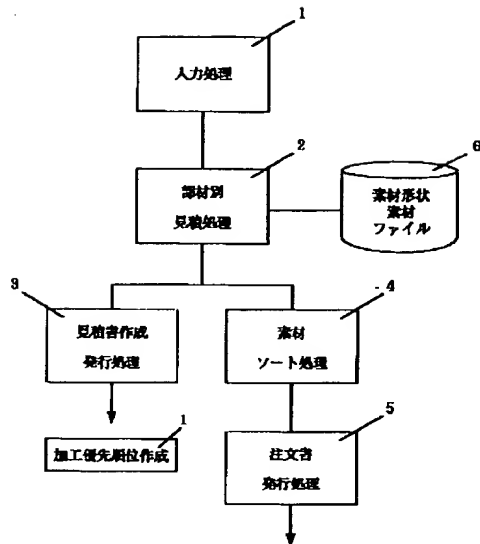 1
入力処理
2
部材別
見積処理
6
素材形状
素材
ファイル
3
見積書作成
発行処理
4
素材
ソート処理
1
加工優先順位作成
5
注文書
発行処理